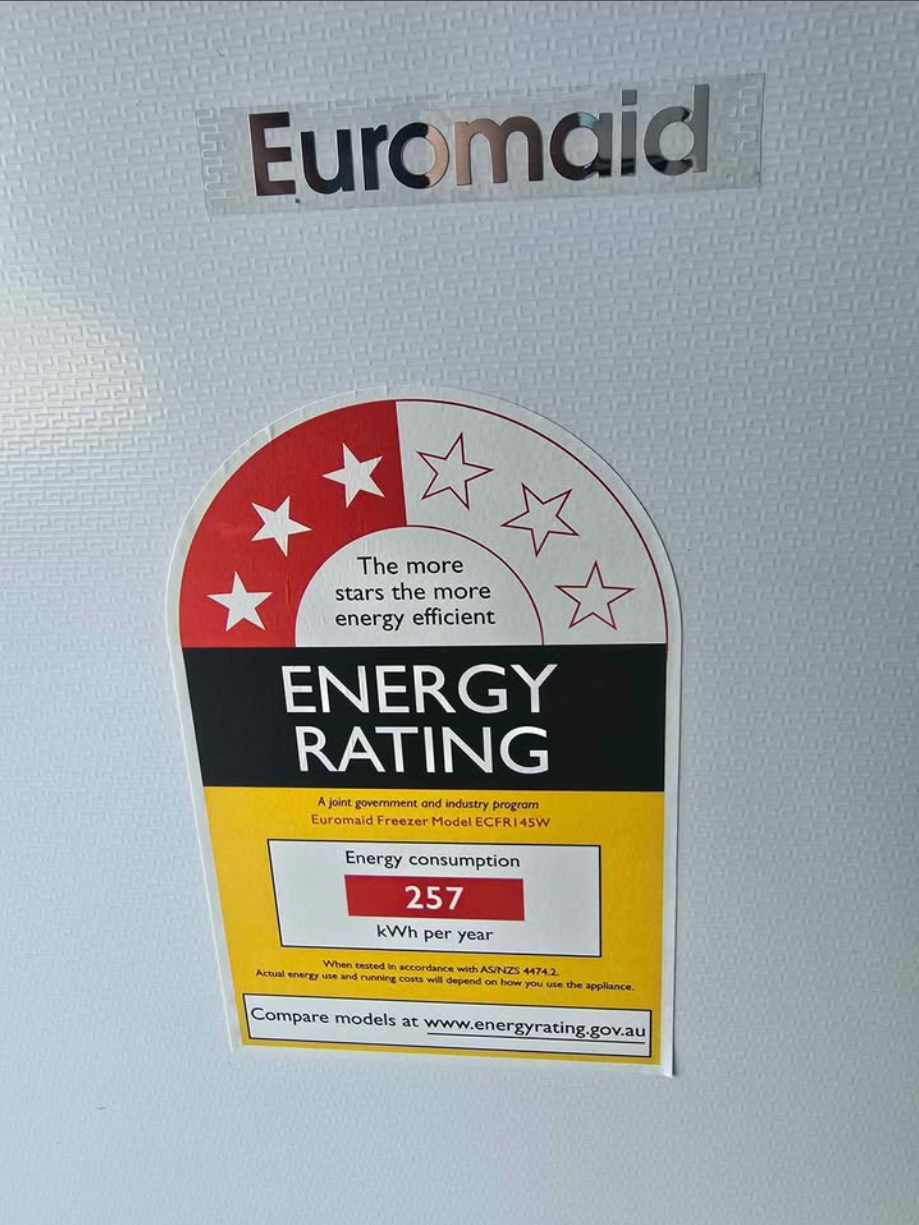 Euromaid
The more
stars the more
energy efficient
ENERGY
RATING
A joint government and industry program
Euromaid Freezer Model ECFR145W
Energy consumption
257
kWh per year
When tested in accordance with AS/NZS 4474.2.
Actual energy use and running costs will depend on how you use the appliance.
Compare models at www.energyrating.gov.au